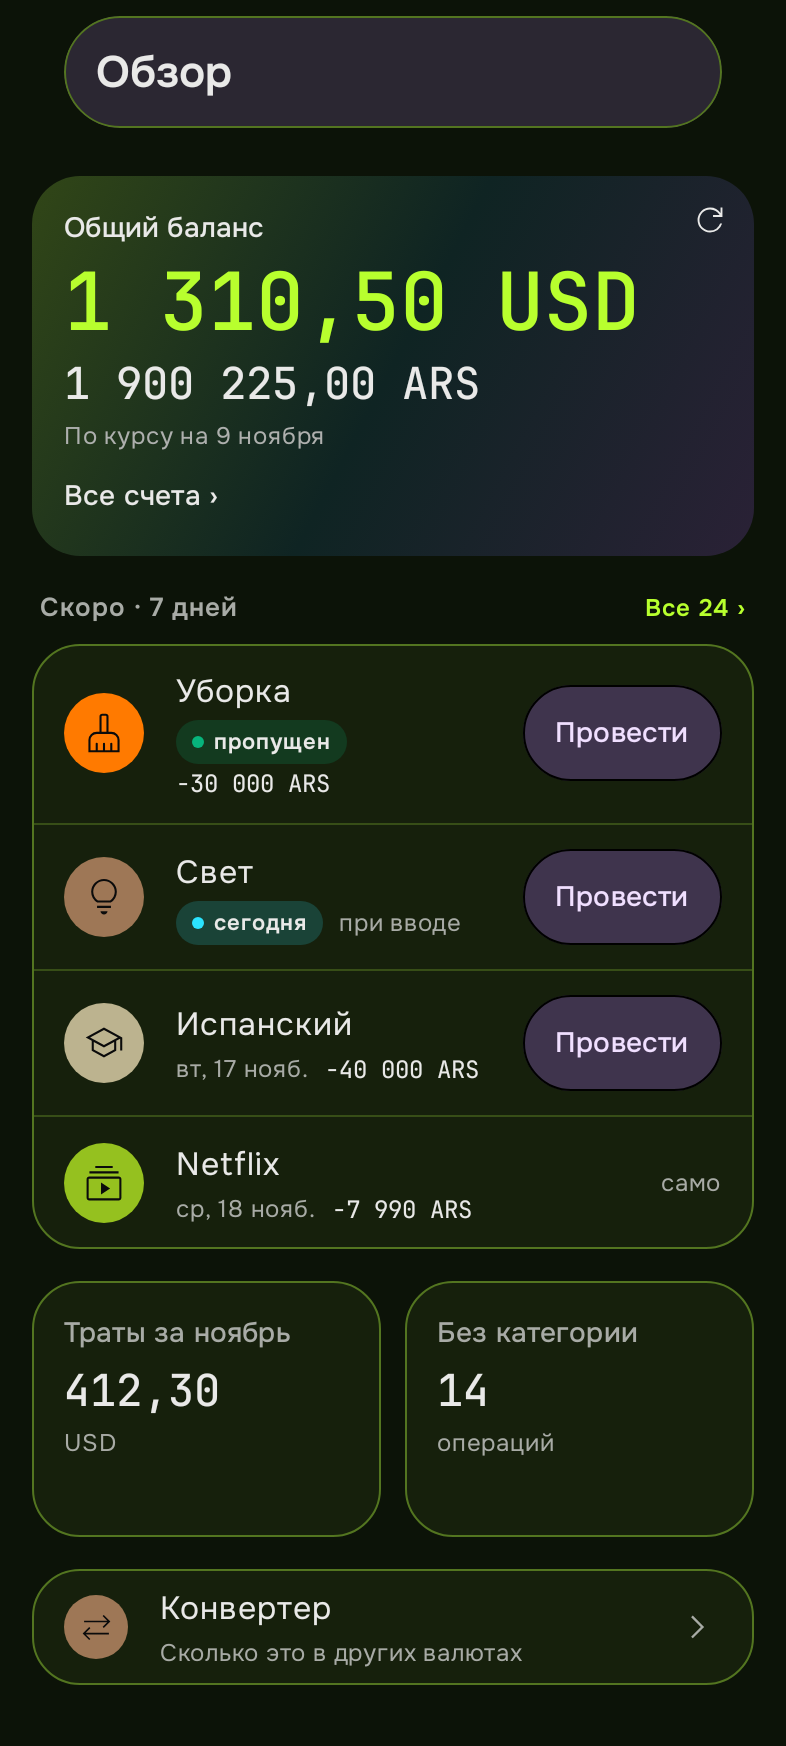 Обзор
Общий баланс
1 310,50 USD
1 900 225,00 ARS
По курсу на 9 ноября
Все счета ›
Скоро · 7 дней
Все 24 ›
Уборка
пропущен
-30 000 ARS
Провести
Свет
сегодня при вводе
Провести
Испанский
вт, 17 нояб. -40 000 ARS
Провести
Netflix
ср, 18 нояб. -7 990 ARS
само
Траты за ноябрь
412,30
USD
Без категории
14
операций
Конвертер
Сколько это в других валютах